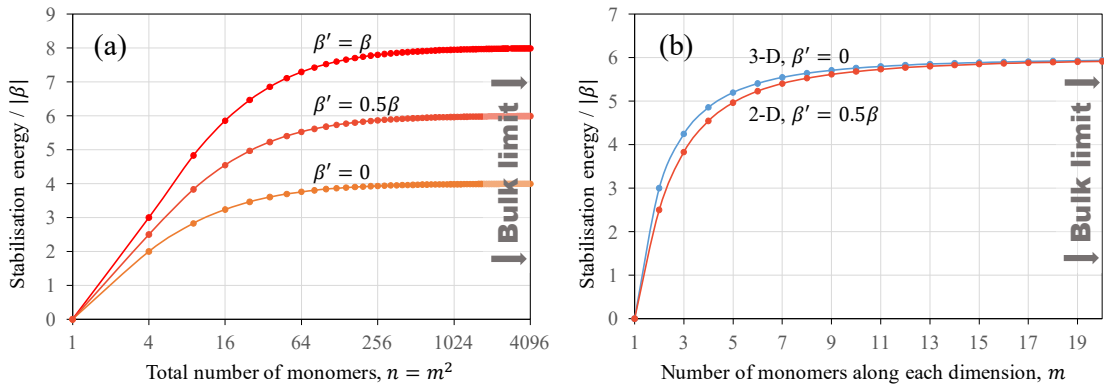 (a)
Stabilisation energy / |β|
9
8
7
6
5
4
3
2
1
0
β′ = β
β′ = 0.5β
β′ = 0
Bulk limit
1 4 16 64 256 1024 4096
Total number of monomers, n = m²
(b)
Stabilisation energy / |β|
7
6
5
4
3
2
1
0
3-D, β′ = 0
2-D, β′ = 0.5β
Bulk limit
1 3 5 7 9 11 13 15 17 19
Number of monomers along each dimension, m